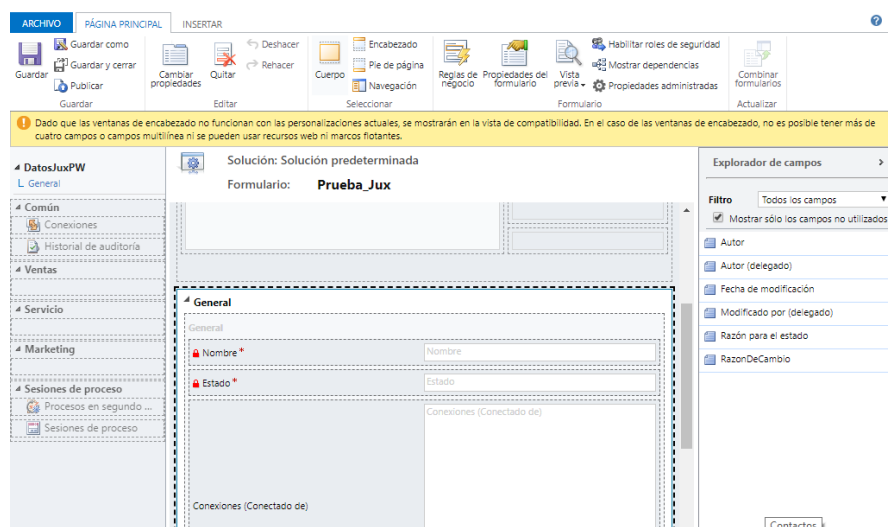 ARCHIVO PÁGINA PRINCIPAL INSERTAR
Guardar
Guardar como
Guardar y cerrar
Publicar
Guardar
Cambiar propiedades
Quitar
Deshacer
Rehacer
Editar
Cuerpo
Encabezado
Pie de página
Navegación
Seleccionar
Reglas de negocio
Propiedades del formulario
Vista previa
Habilitar roles de seguridad
Mostrar dependencias
Propiedades administradas
Formulario
Combinar formularios
Actualizar
Dado que las ventanas de encabezado no funcionan con las personalizaciones actuales, se mostrarán en la vista de compatibilidad. En el caso de las ventanas de encabezado, no es posible tener más de
cuatro campos o campos multilínea ni se pueden usar recursos web ni marcos flotantes.
DatosJuxPW
General
Común
Conexiones
Historial de auditoría
Ventas
Servicio
Marketing
Sesiones de proceso
Procesos en segundo ...
Sesiones de proceso
Solución: Solución predeterminada
Formulario: Prueba_Jux
General
General
Nombre* Nombre
Estado* Estado
Conexiones (Conectado de)
Conexiones (Conectado de)
Explorador de campos
Filtro Todos los campos
Mostrar sólo los campos no utilizados
Autor
Autor (delegado)
Fecha de modificación
Modificado por (delegado)
Razón para el estado
RazonDeCambio
Contactos